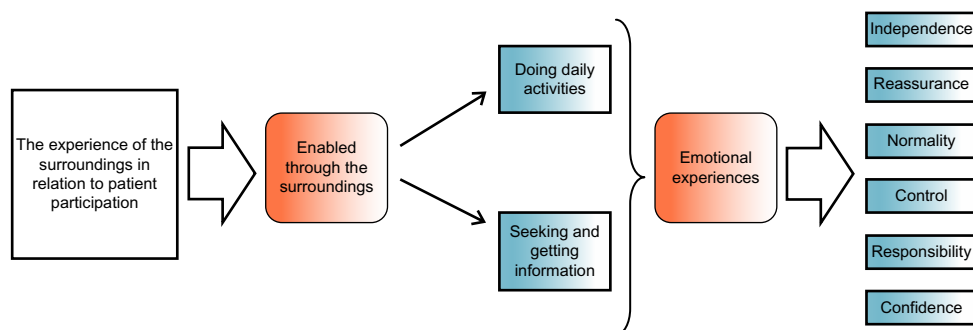 The experience of the
surroundings in
relation to patient
participation
Enabled
through the
surroundings
Doing daily
activities
Seeking and
getting
information
Emotional
experiences
Independence
Reassurance
Normality
Control
Responsibility
Confidence